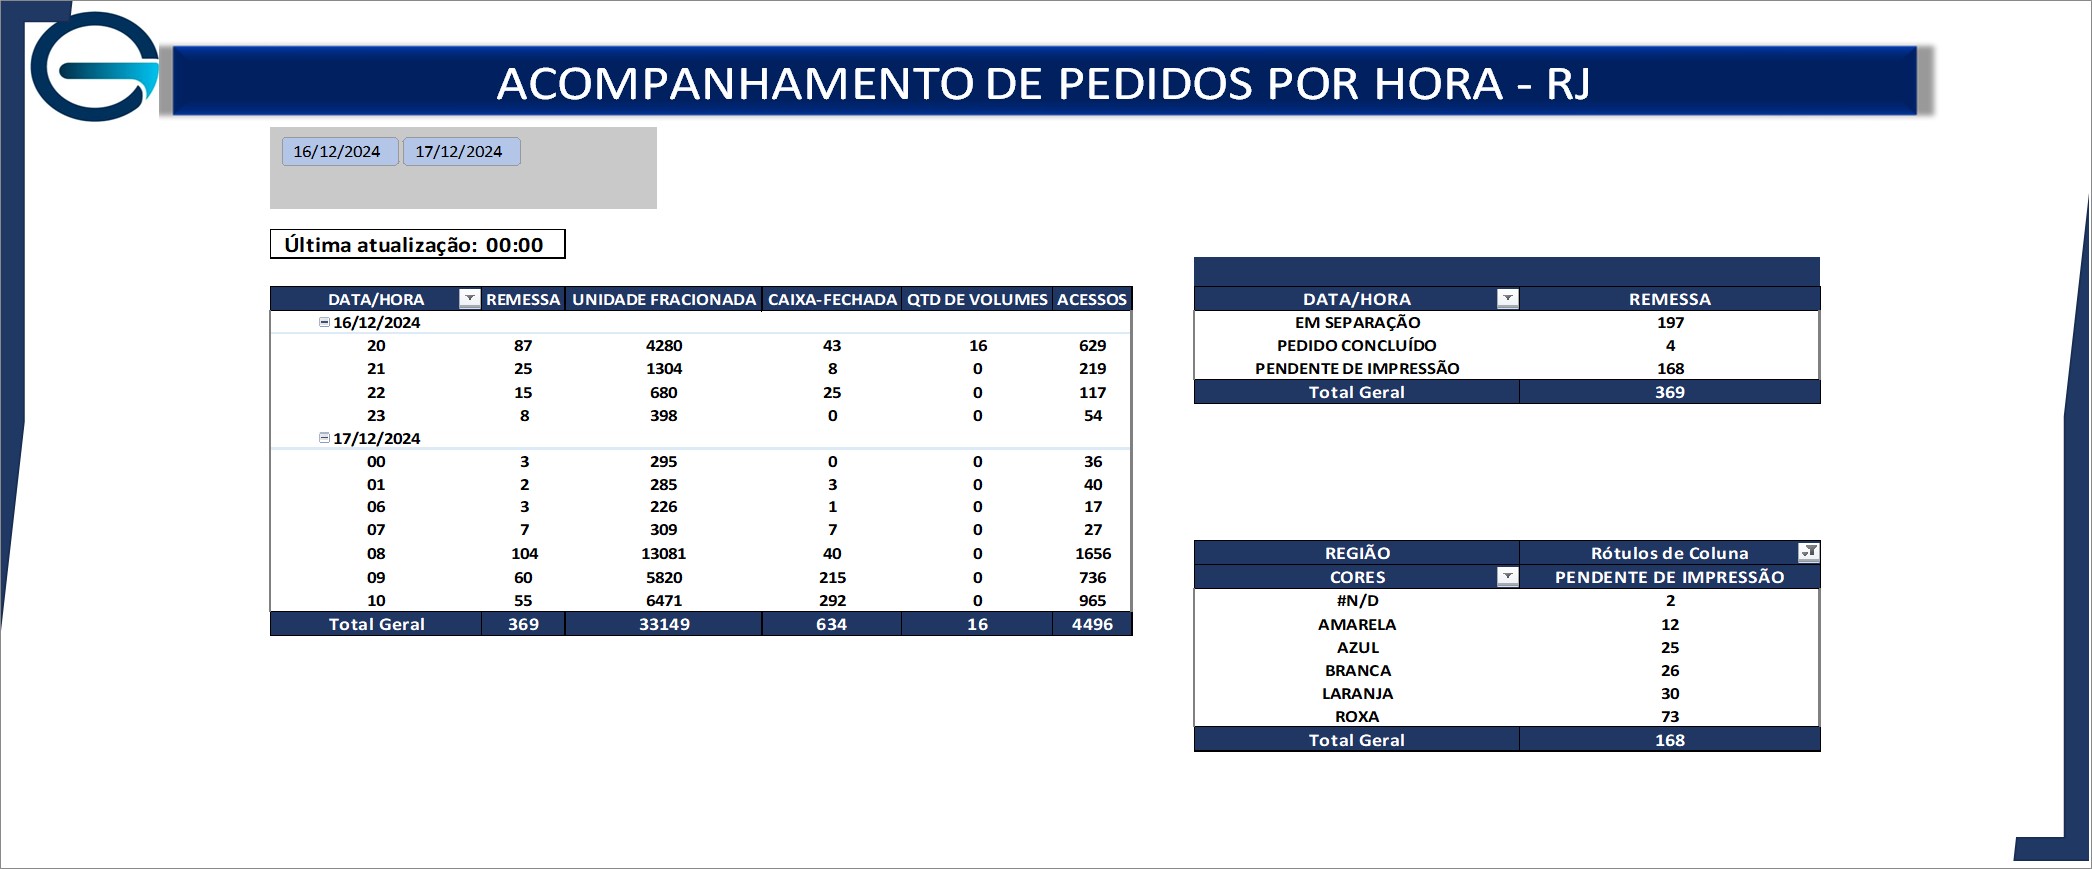 ACOMPANHAMENTO DE PEDIDOS POR HORA - RJ
16/12/2024 17/12/2024
Última atualização: 00:00
DATA/HORA REMESSA UNIDADE FRACIONADA CAIXA-FECHADA QTD DE VOLUMES ACESSOS
16/12/2024
20 87 4280 43 16 629
21 25 1304 8 0 219
22 15 680 25 0 117
23 8 398 0 0 54
17/12/2024
00 3 295 0 0 36
01 2 285 3 0 40
06 3 226 1 0 17
07 7 309 7 0 27
08 104 13081 40 0 1656
09 60 5820 215 0 736
10 55 6471 292 0 965
Total Geral 369 33149 634 16 4496
DATA/HORA REMESSA
EM SEPARAÇÃO 197
PEDIDO CONCLUÍDO 4
PENDENTE DE IMPRESSÃO 168
Total Geral 369
REGIÃO Rótulos de Coluna
CORES PENDENTE DE IMPRESSÃO
#N/D 2
AMARELA 12
AZUL 25
BRANCA 26
LARANJA 30
ROXA 73
Total Geral 168